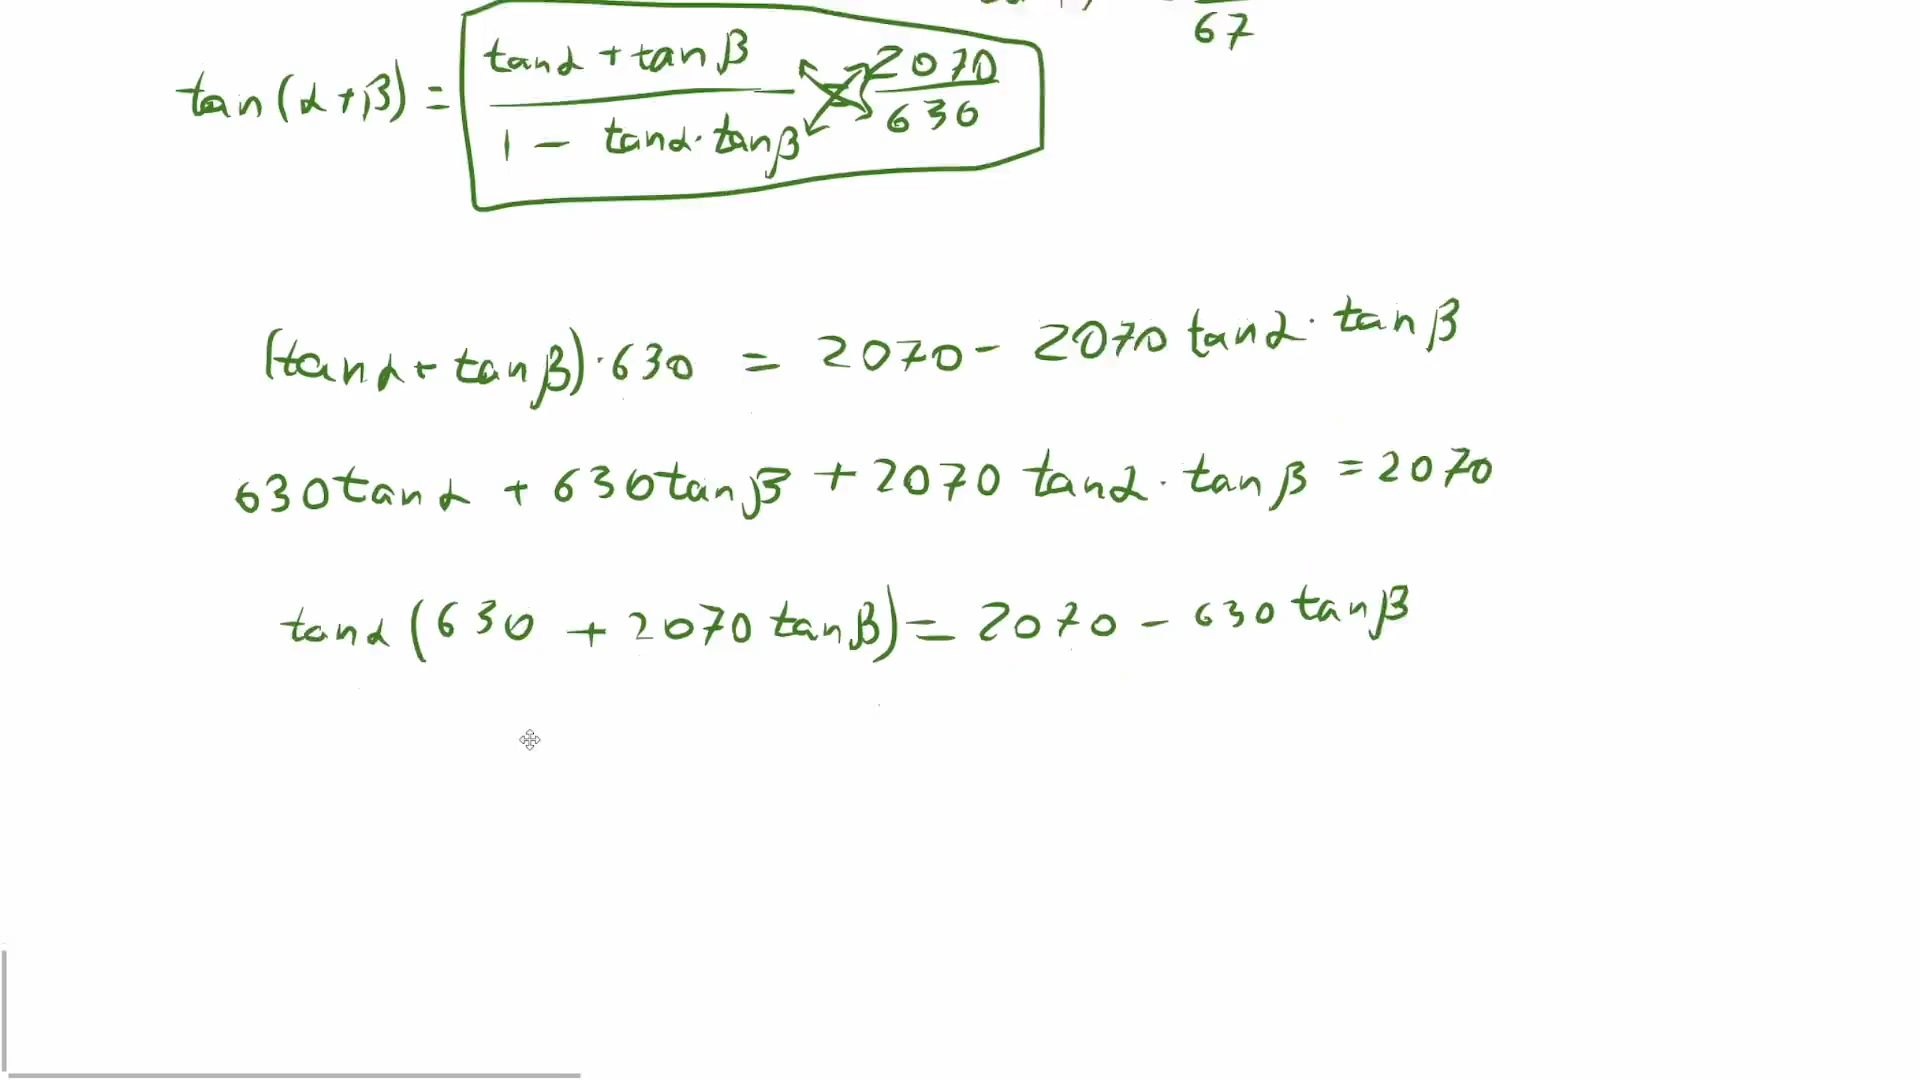 67
tan(α+β) = (tanα + tanβ)/(1 − tanα·tanβ) 2070/630
(tanα + tanβ)·630 = 2070 − 2070 tanα · tanβ
630tanα + 630tanβ + 2070 tanα · tanβ = 2070
tanα (630 + 2070 tanβ) = 2070 − 630 tanβ